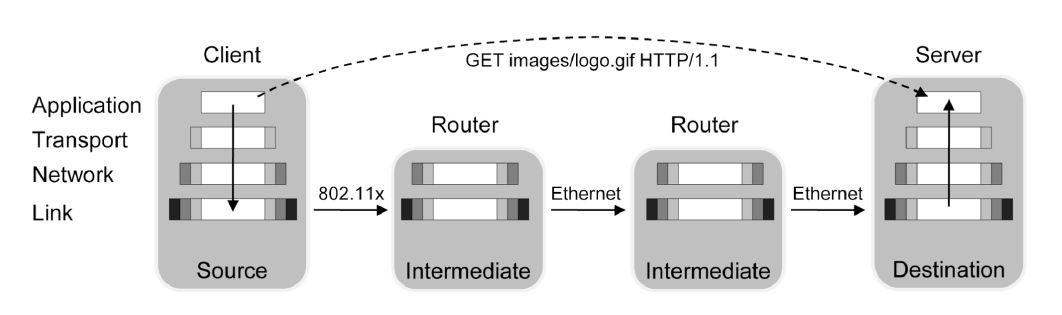 Client
Server
GET images/logo.gif HTTP/1.1
Application
Transport
Network
Link
Router
Router
802.11x
Ethernet
Ethernet
Source
Intermediate
Intermediate
Destination